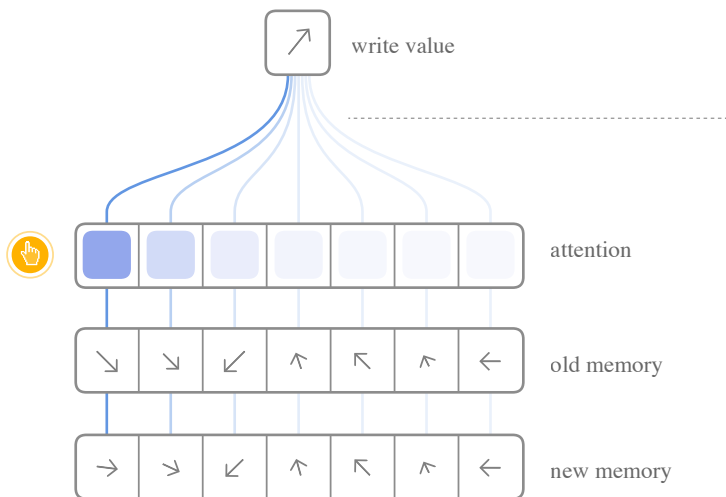 write value
attention
old memory
new memory